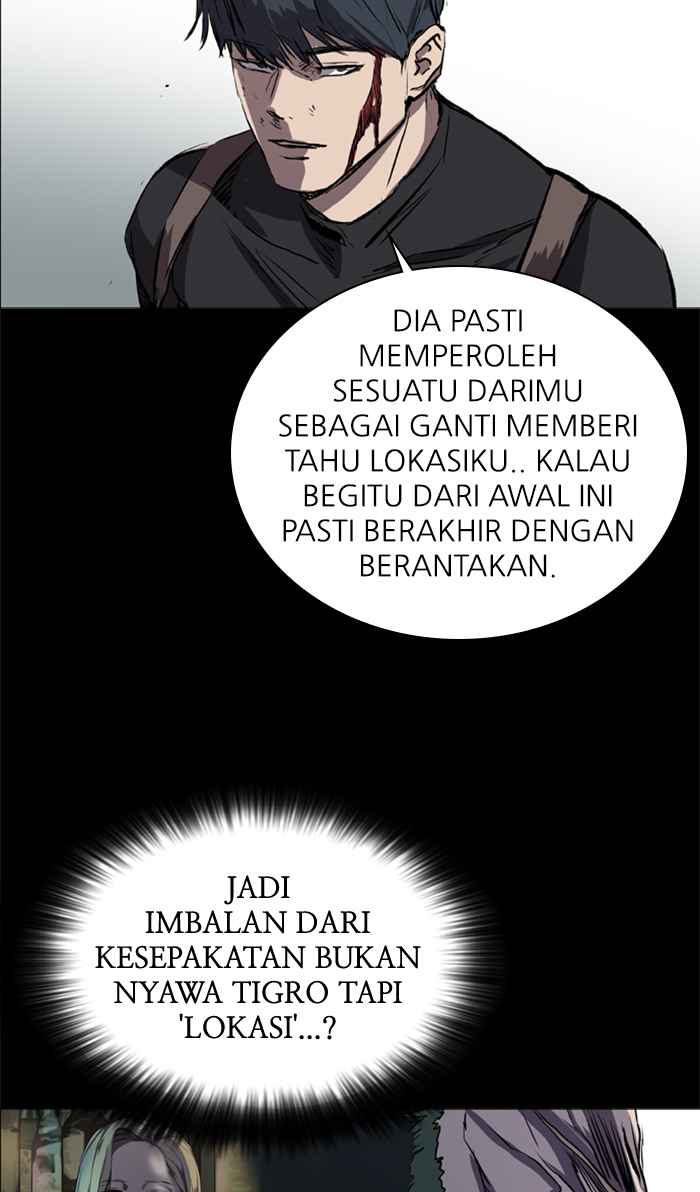 DIA PASTI
MEMPEROLEH
SESUATU DARIMU
SEBAGAI GANTI MEMBERI
TAHU LOKASIKU.. KALAU
BEGITU DARI AWAL INI
PASTI BERAKHIR DENGAN
BERANTAKAN.
JADI
IMBALAN DARI
KESEPAKATAN BUKAN
NYAWA TIGRO TAPI
'LOKASI'...?